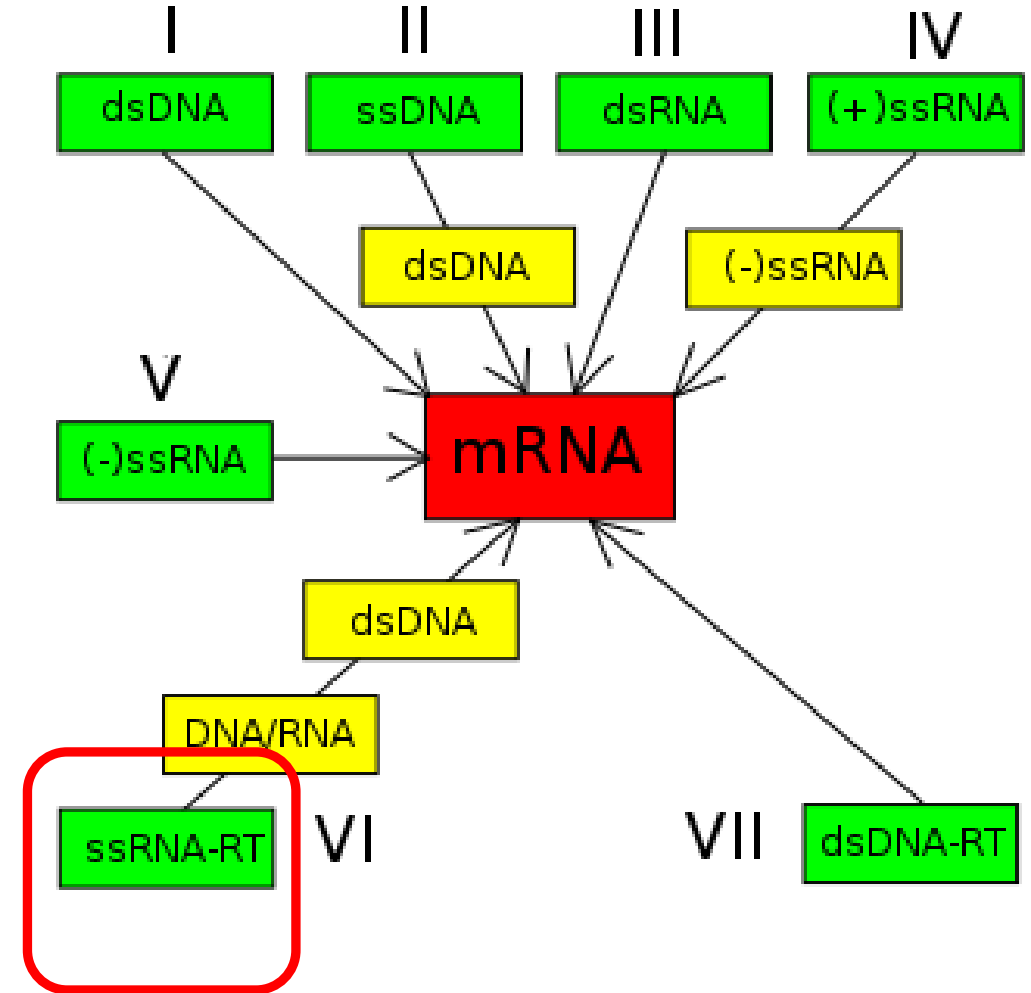 I
II
III
IV
dsDNA
ssDNA
dsRNA
(+)ssRNA
dsDNA
(-)ssRNA
V
(-)ssRNA
mRNA
dsDNA
DNA/RNA
ssRNA-RT
VI
VII
dsDNA-RT